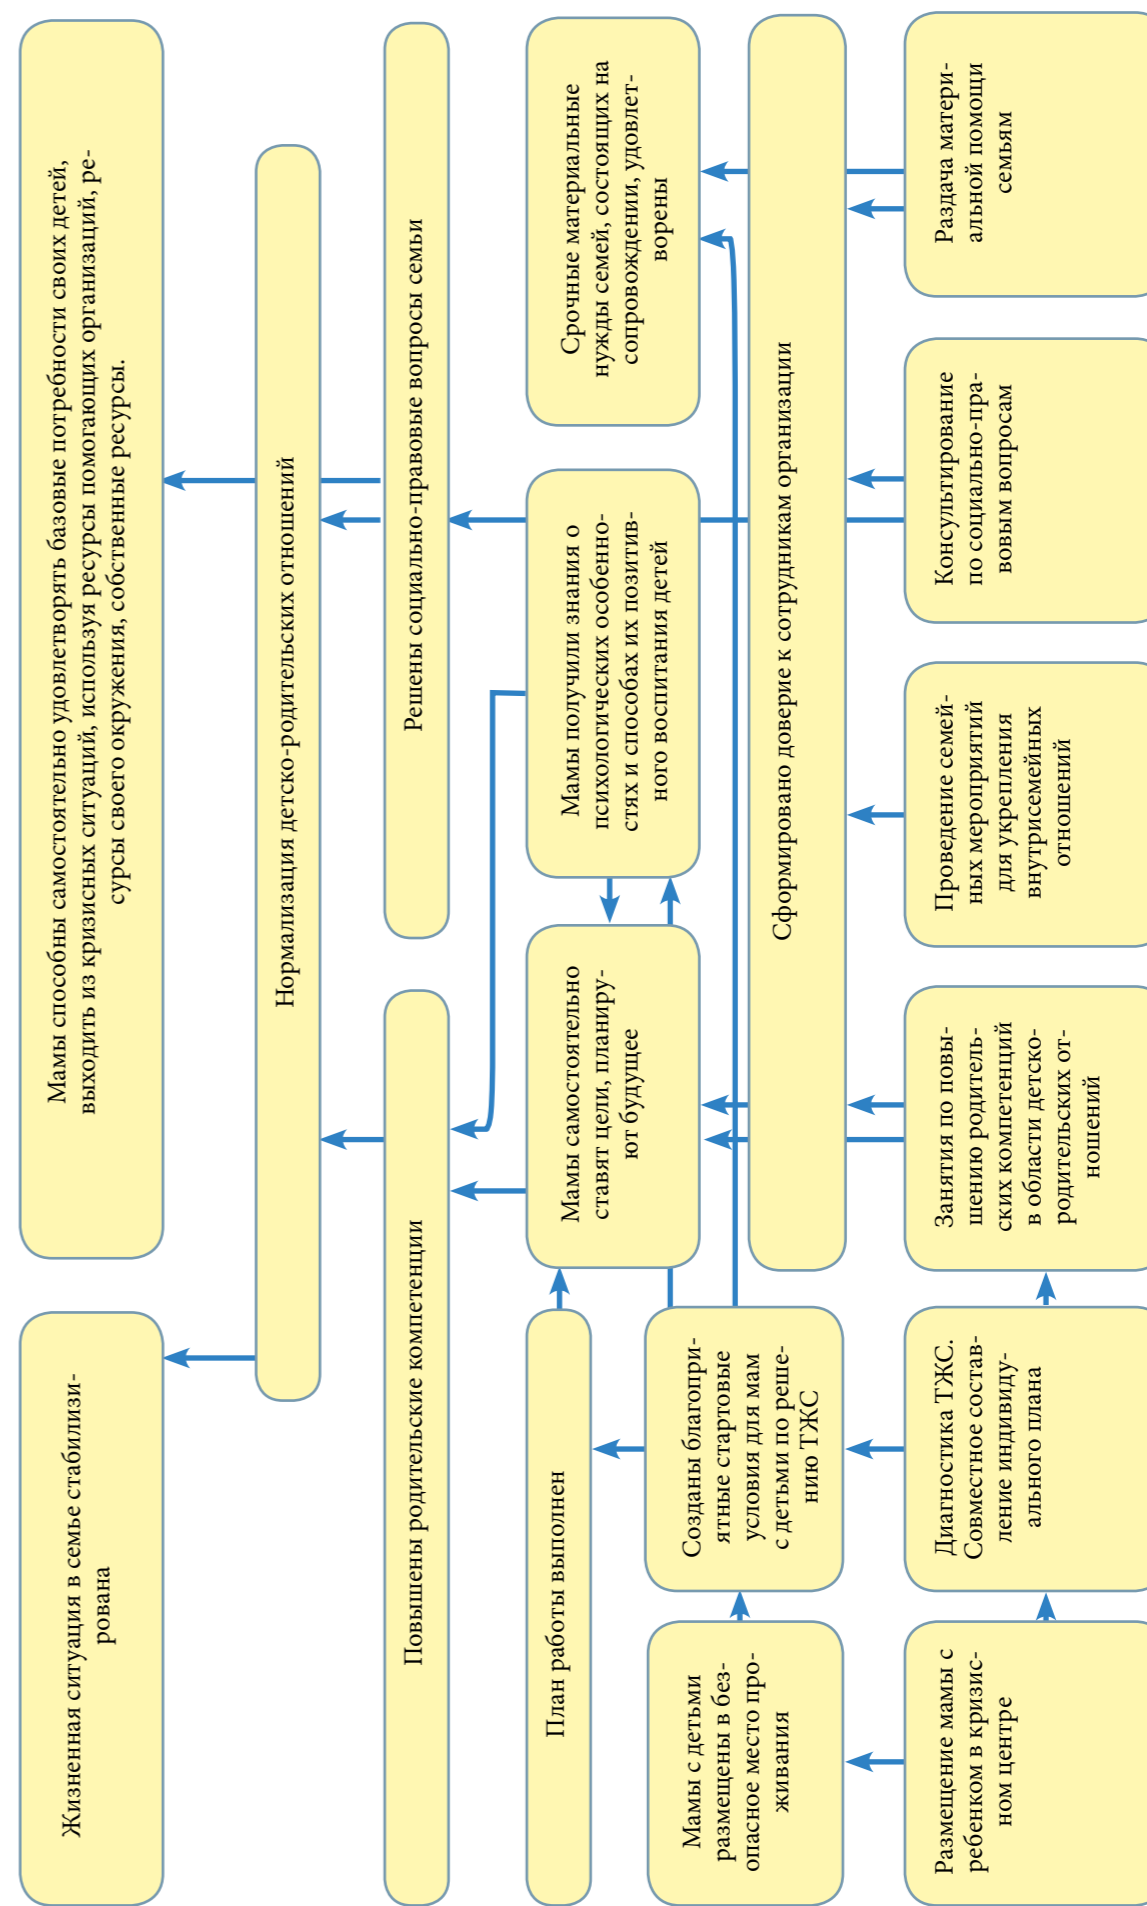 Жизненная ситуация в семье стабилизи-
рована
Мамы способны самостоятельно удовлетворять базовые потребности своих детей,
выходить из кризисных ситуаций, используя ресурсы помогающих организаций, ре-
сурсы своего окружения, собственные ресурсы.
Нормализация детско-родительских отношений
Повышены родительские компетенции
Решены социально-правовые вопросы семьи
План работы выполнен
Мамы самостоятельно
ставят цели, планиру-
ют будущее
Мамы получили знания о
психологических особенно-
стях и способах их позитив-
ного воспитания детей
Срочные материальные
нужды семей, состоящих на
сопровождении, удовлет-
ворены
Мамы с детьми
размещены в без-
опасное место про-
живания
Созданы благопри-
ятные стартовые
условия для мам
с детьми по реше-
нию ТЖС
Сформировано доверие к сотрудникам организации
Размещение мамы с
ребенком в кризис-
ном центре
Диагностика ТЖС.
Совместное состав-
ление индивиду-
ального плана
Занятия по повы-
шению родитель-
ских компетенций
в области детско-
родительских от-
ношений
Проведение семей-
ных мероприятий
для укрепления
внутрисемейных
отношений
Консультирование
по социально-пра-
вовым вопросам
Раздача матери-
альной помощи
семьям